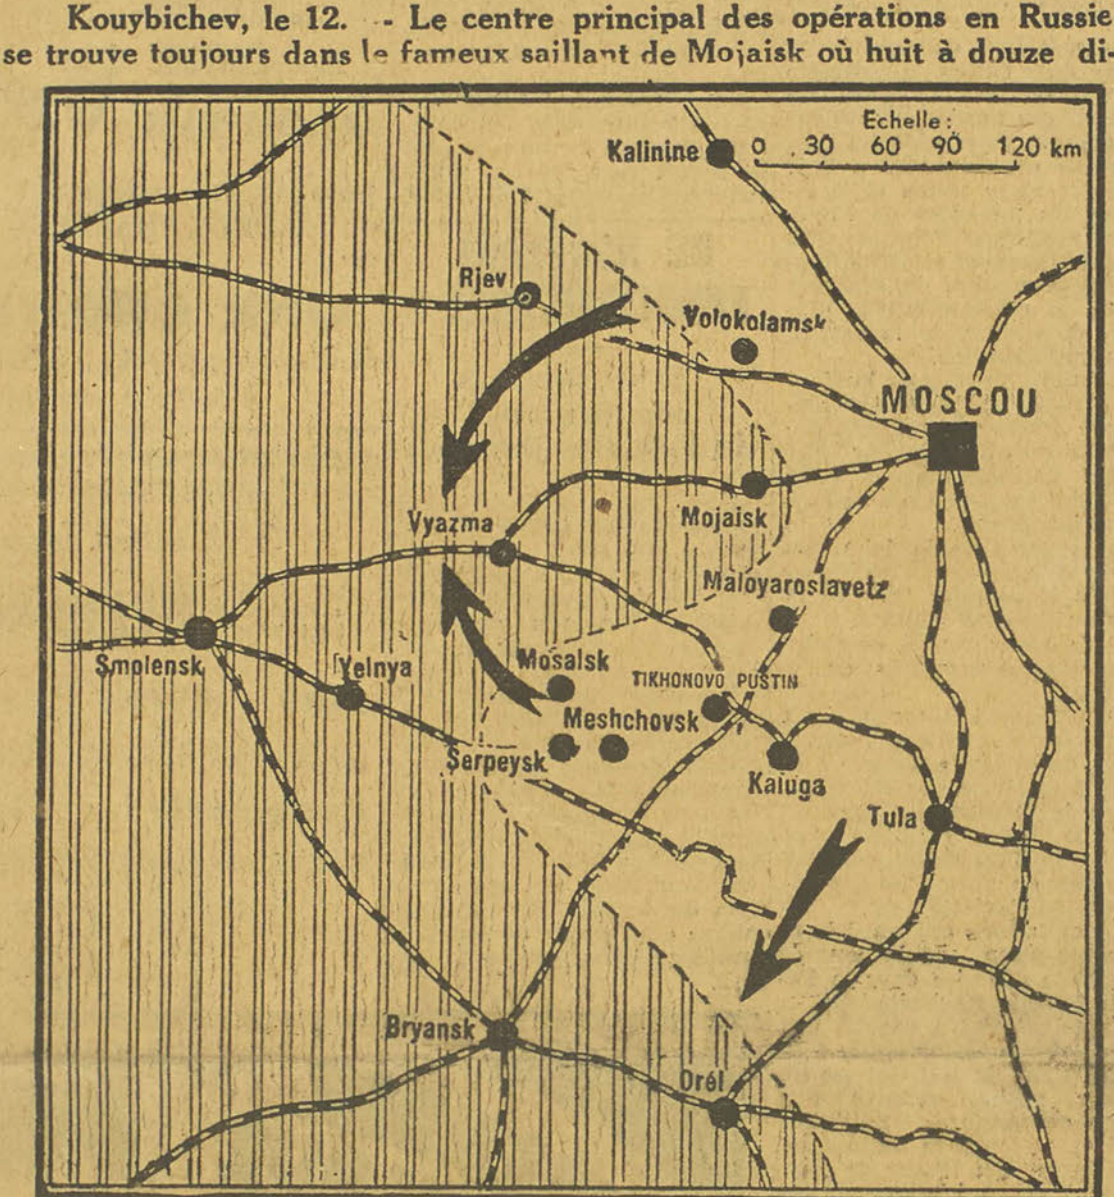 Kouybichev, le 12. - Le centre principal des opérations en Russie
se trouve toujours dans le fameux saillant de Mojaisk où huit à douze di-
Echelle :
Kalinine
0 30 60 90 120 km
Rjev
Volokolamsk
MOSCOU
Vyazma
Mojaisk
Maloyaroslavetz
Smolensk
Yelnya
Mosalsk
TIKHONOVO PUSTIN
Meshchovsk
Serpeysk
Kaluga
Tula
Bryansk
Orél